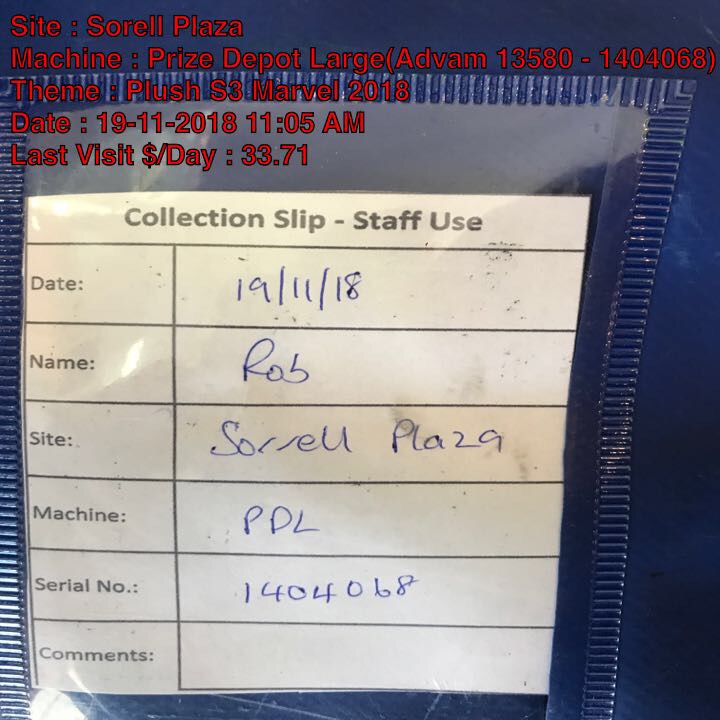 Site : Sorell Plaza
Machine : Prize Depot Large(Advam 13580 - 1404068)
Theme : Plush S3 Marvel 2018
Date : 19-11-2018 11:05 AM
Last Visit $/Day : 33.71
Collection Slip - Staff Use
Date: 19/11/18
Name: Rob
Site: Sorrell Plaza
Machine: PDL
Serial No.: 1404068
Comments: